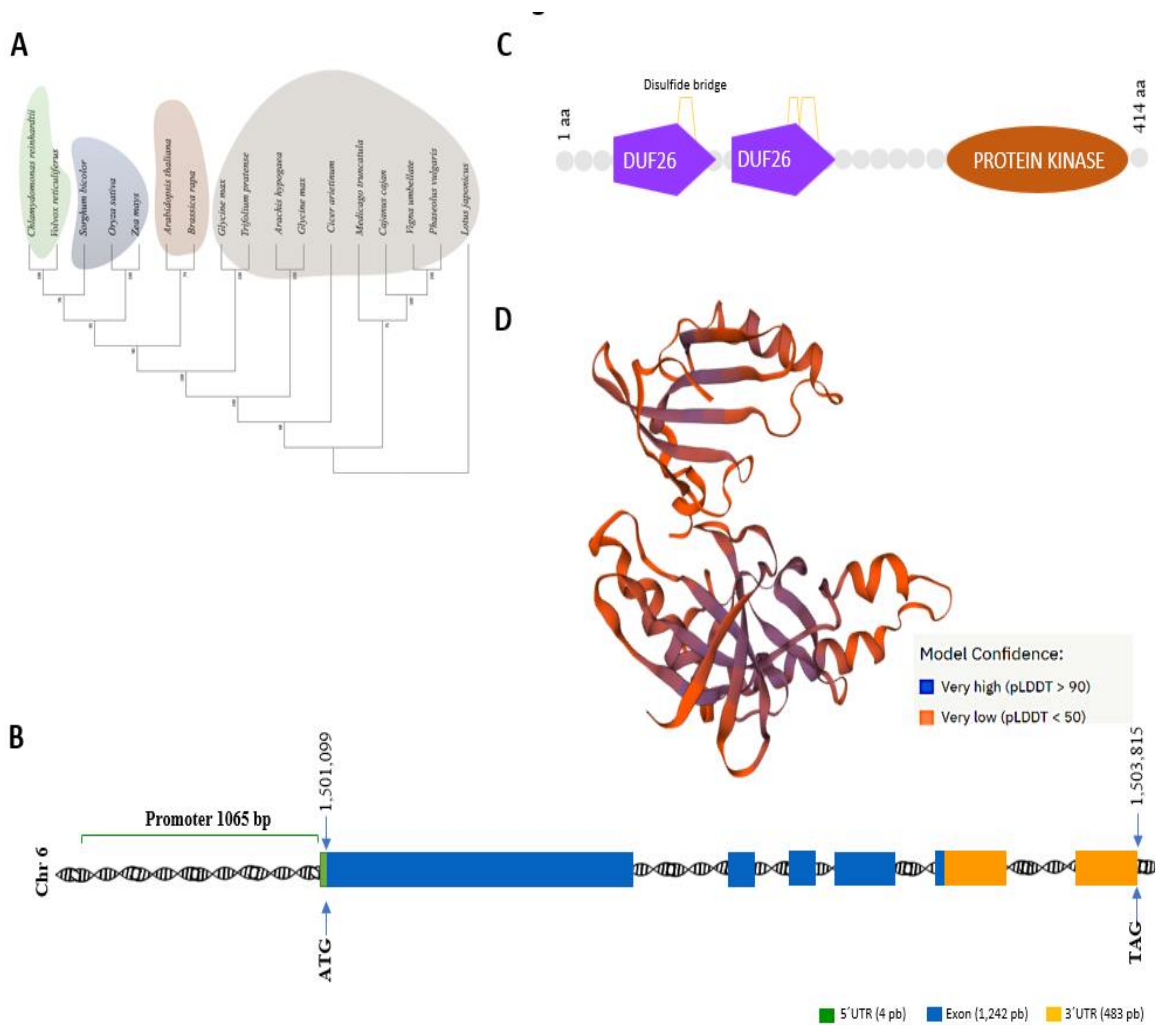 A
Chlamydomonas reinhardtii
Volvox reticuliferus
Sorghum bicolor
Oryza sativa
Zea mays
Arabidopsis thaliana
Brassica rapa
Glycine max
Trifolium pratense
Arachis hypogaea
Glycine max
Cicer arietinum
Medicago truncatula
Cajanus cajan
Vigna umbellate
Phaseolus vulgaris
Lotus japonicus
C
Disulfide bridge
1 aa
DUF26
DUF26
PROTEIN KINASE
414 aa
D
Model Confidence:
Very high (pLDDT > 90)
Very low (pLDDT < 50)
B
Chr 6
Promoter 1065 bp
1,501,099
1,503,815
ATG
TAG
5´UTR (4 pb)
Exon (1,242 pb)
3´UTR (483 pb)